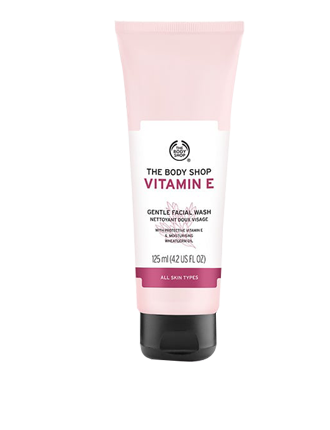 THE
BODY
SHOP
®
THE BODY SHOP
VITAMIN E
GENTLE FACIAL WASH
NETTOYANT DOUX VISAGE
WITH PROTECTIVE VITAMIN E
& MOISTURISING
WHEATGERM OIL
125 ml (4.2 US FL OZ)
ALL SKIN TYPES